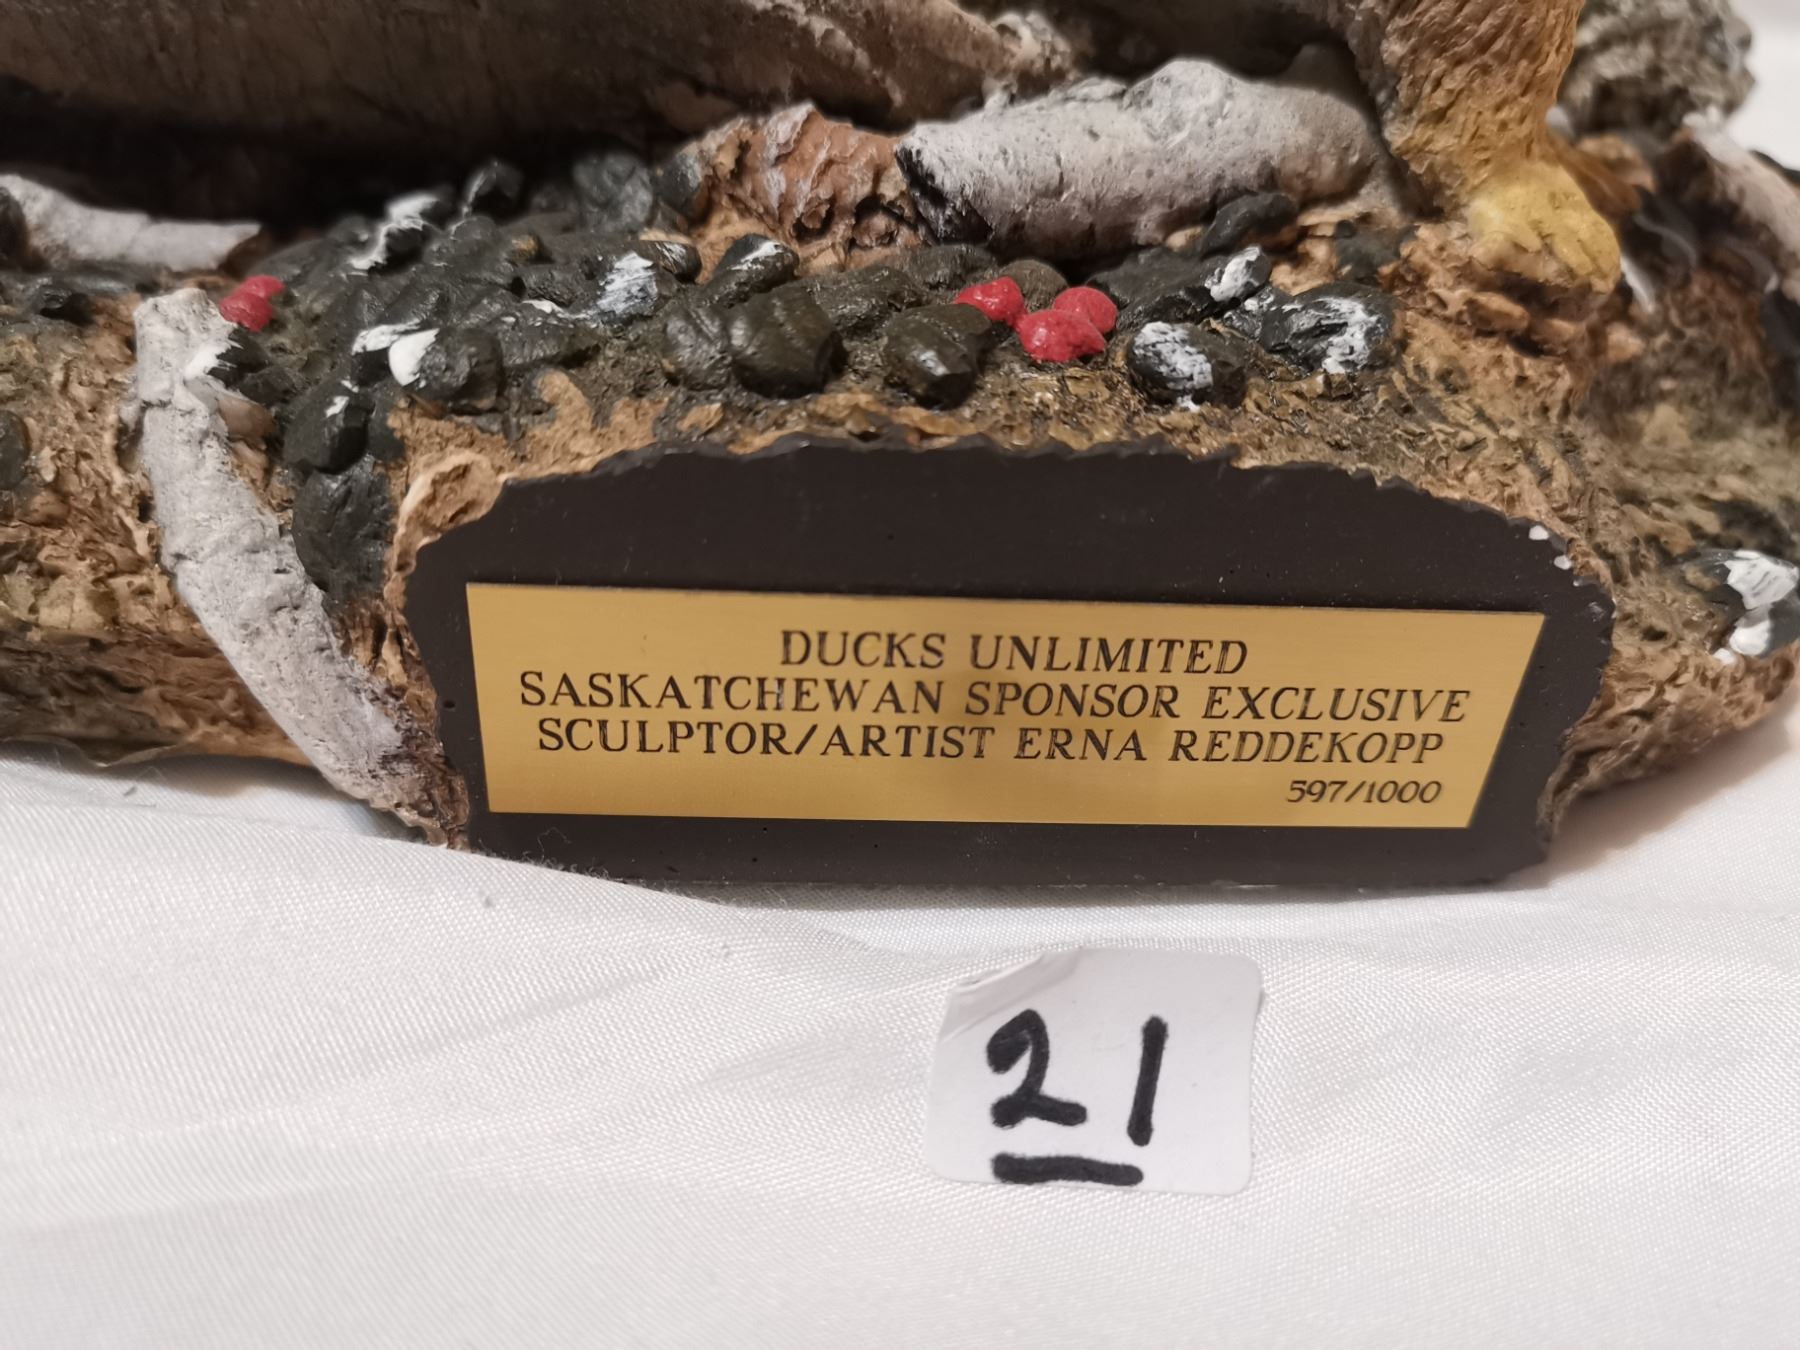 DUCKS UNLIMITED
SASKATCHEWAN SPONSOR EXCLUSIVE
SCULPTOR/ARTIST ERNA REDDEKOPP
597/1000
21